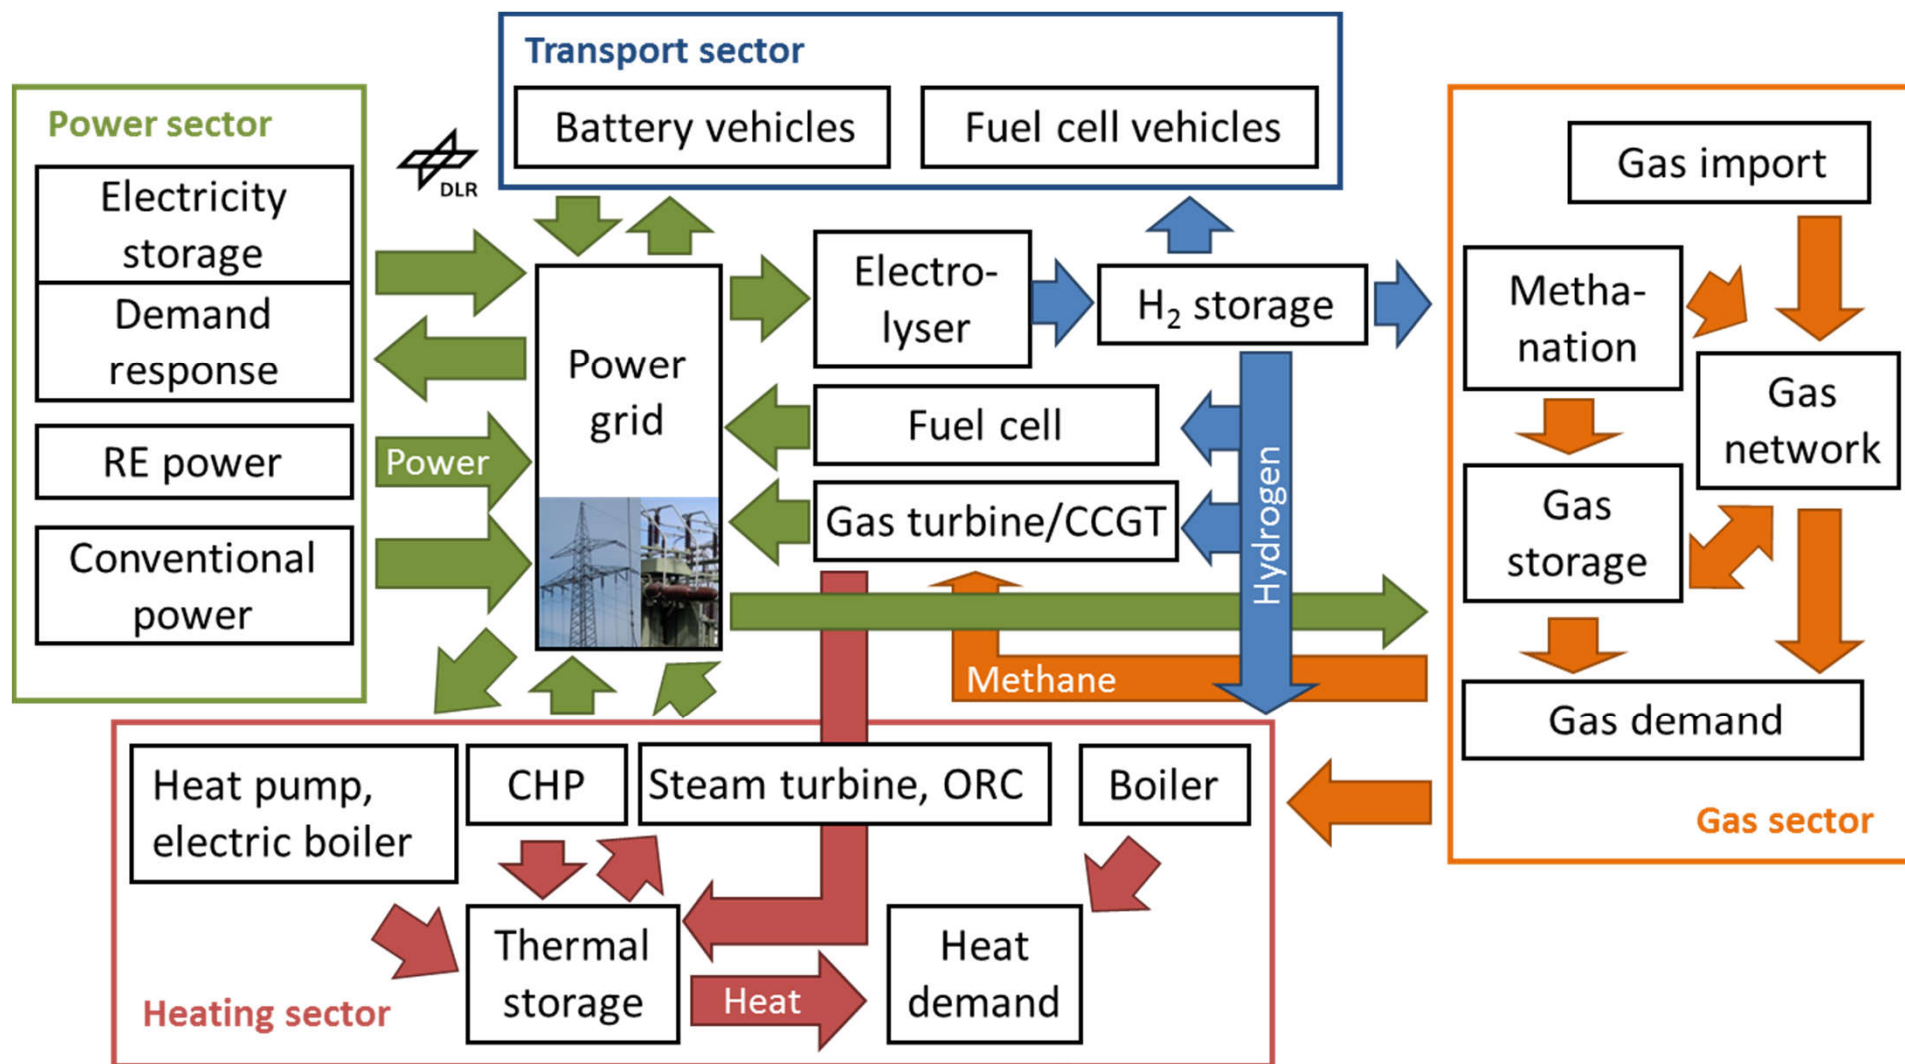 Transport sector
Battery vehicles
Fuel cell vehicles
Power sector
Electricity
storage
Demand
response
RE power
Conventional
power
DLR
Power
Power
grid
Electro-
lyser
H₂ storage
Fuel cell
Gas turbine/CCGT
Hydrogen
Methane
Gas import
Metha-
nation
Gas
network
Gas
storage
Gas demand
Gas sector
Heat pump,
electric boiler
CHP
Steam turbine, ORC
Boiler
Thermal
storage
Heat
Heat
demand
Heating sector